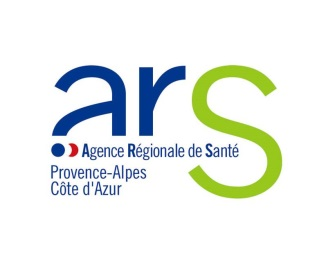 ars
Agence Régionale de Santé
Provence-Alpes
Côte d'Azur